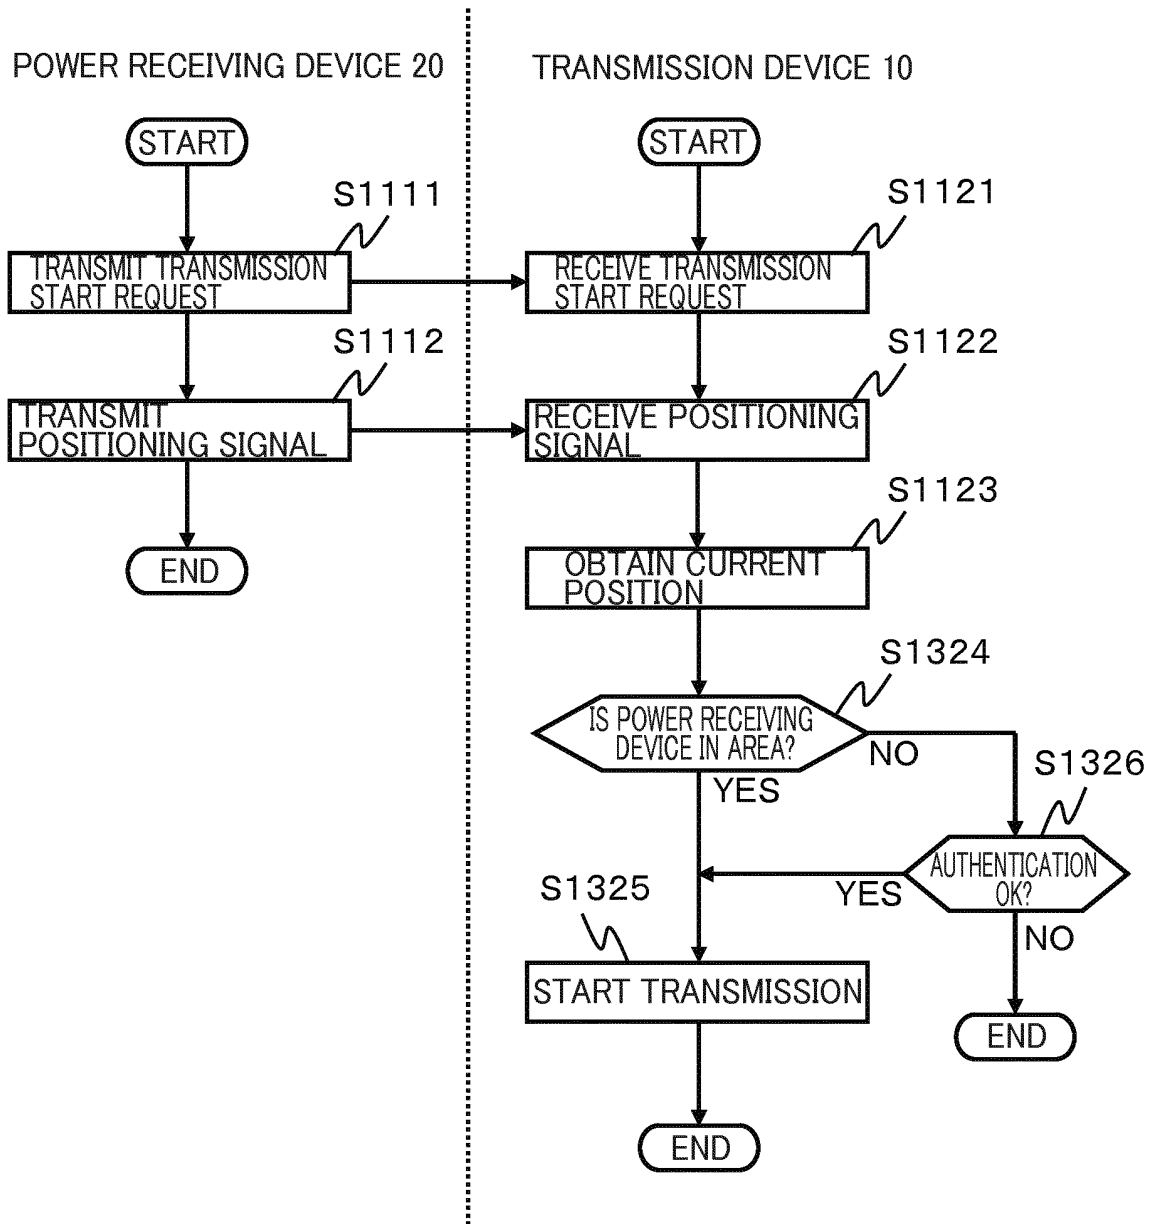 POWER RECEIVING DEVICE 20
START
S1111
TRANSMIT TRANSMISSION
START REQUEST
S1112
TRANSMIT
POSITIONING SIGNAL
END
TRANSMISSION DEVICE 10
START
S1121
RECEIVE TRANSMISSION
START REQUEST
S1122
RECEIVE POSITIONING
SIGNAL
S1123
OBTAIN CURRENT
POSITION
S1324
IS POWER RECEIVING
DEVICE IN AREA?
NO
YES
S1326
AUTHENTICATION
OK?
YES
NO
S1325
START TRANSMISSION
END
END